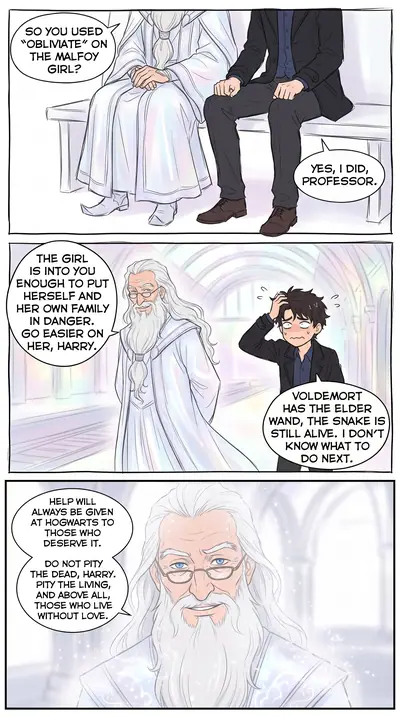 SO YOU USED
"OBLIVIATE" ON
THE MALFOY
GIRL?
YES, I DID,
PROFESSOR.
THE GIRL
IS INTO YOU
ENOUGH TO PUT
HERSELF AND
HER OWN FAMILY
IN DANGER.
GO EASIER ON
HER, HARRY.
VOLDEMORT
HAS THE ELDER
WAND, THE SNAKE IS
STILL ALIVE. I DON'T
KNOW WHAT TO
DO NEXT.
HELP WILL
ALWAYS BE GIVEN
AT HOGWARTS TO
THOSE WHO
DESERVE IT.
DO NOT PITY
THE DEAD, HARRY.
PITY THE LIVING,
AND ABOVE ALL,
THOSE WHO LIVE
WITHOUT LOVE.